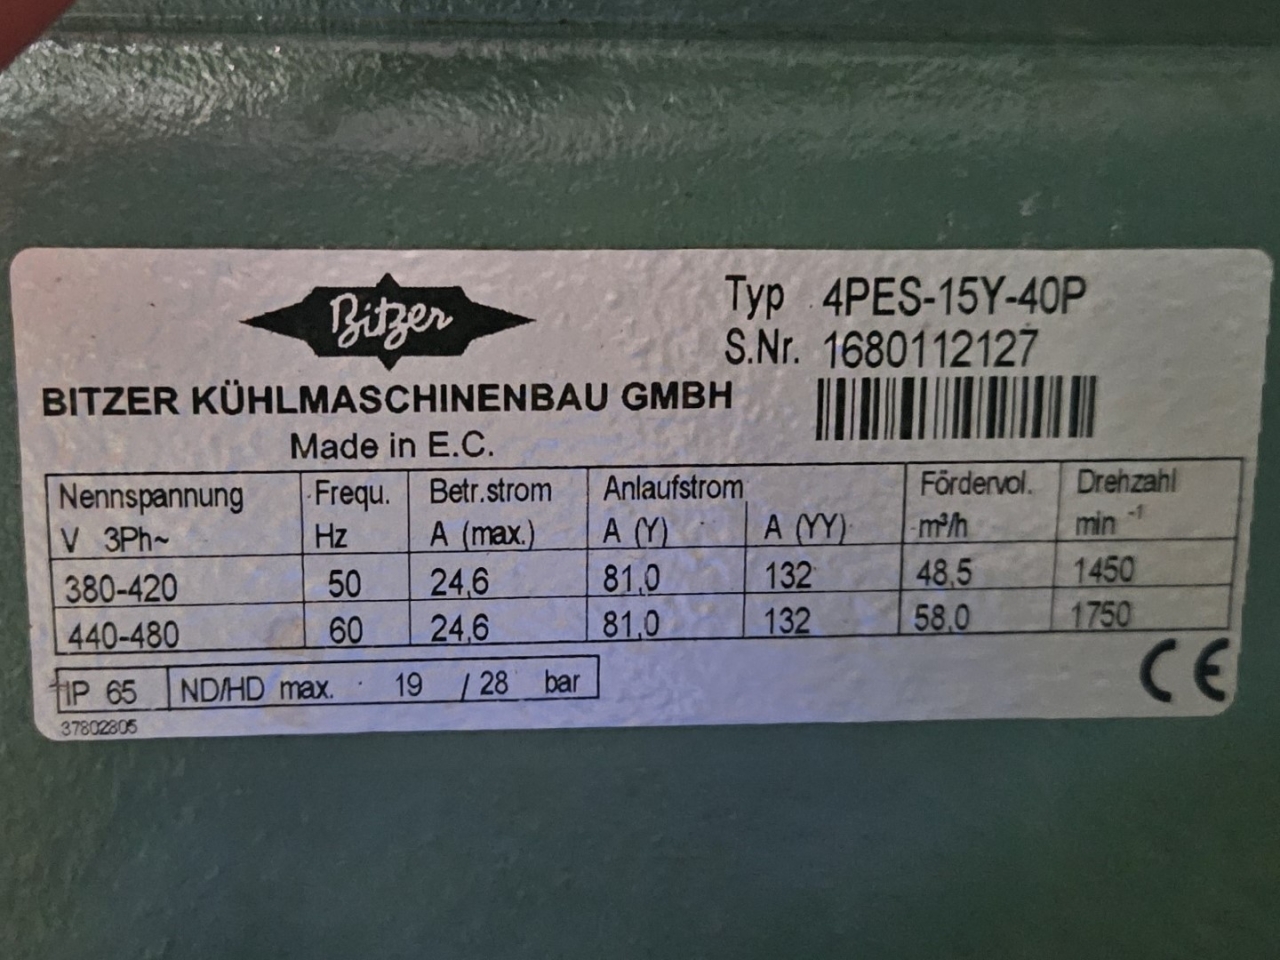 Bitzer
Typ 4PES-15Y-40P
S.Nr. 1680112127
BITZER KÜHLMASCHINENBAU GMBH
Made in E.C.
Nennspannung Frequ. Betr.strom Anlaufstrom Fördervol. Drehzahl
V 3Ph~ Hz A (max.) A (Y) A (YY) m³/h min -1
380-420 50 24,6 81,0 132 48,5 1450
440-480 60 24,6 81,0 132 58,0 1750
IP 65 ND/HD max. 19 / 28 bar
CE
37802805